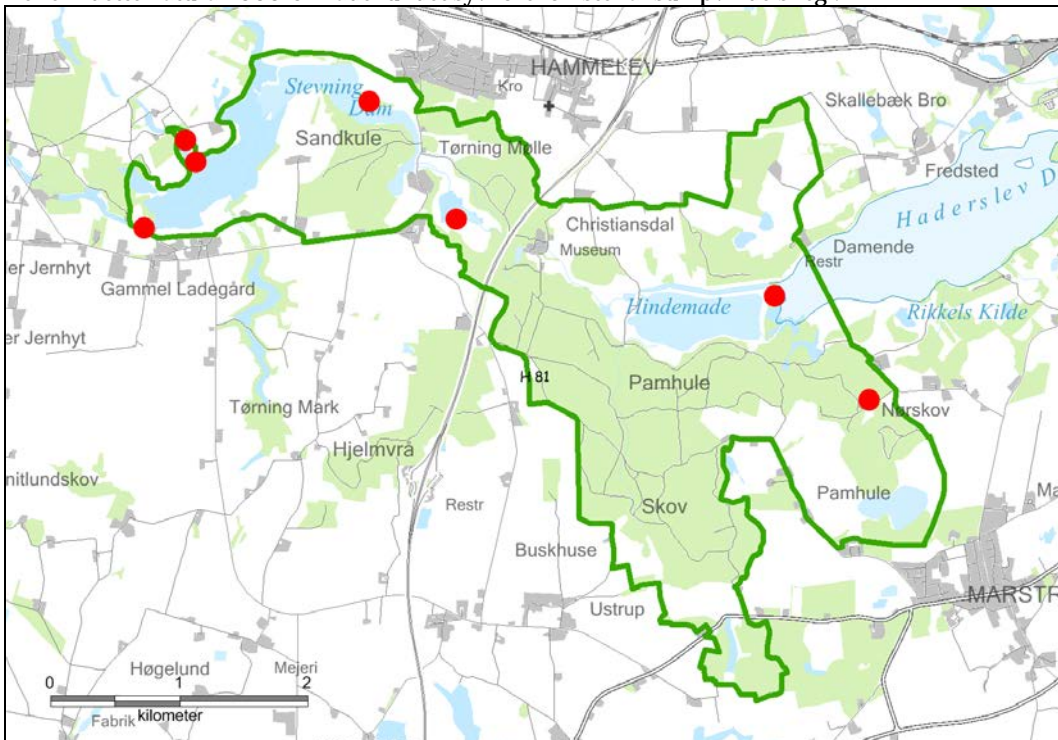 HAMMELEV
Kro
Stevning
Dam
Skallebæk Bro
Sandkule
Tørning Mølle
Fredsted
Haderslev D
Christiansdal
Museum
Damende
Restr
er Jernhyt
Gammel Ladegård
Hindemade
Rikkels Kilde
er Jernhyt
H 81
Pamhule
Nørskov
Tørning Mark
Hjelmvrå
nitlundskov
Pamhule
Ma
Restr
Skov
Buskhuse
Ustrup
MARSTR
Høgelund
Mejeri
0 1 2
kilometer
Fabrik